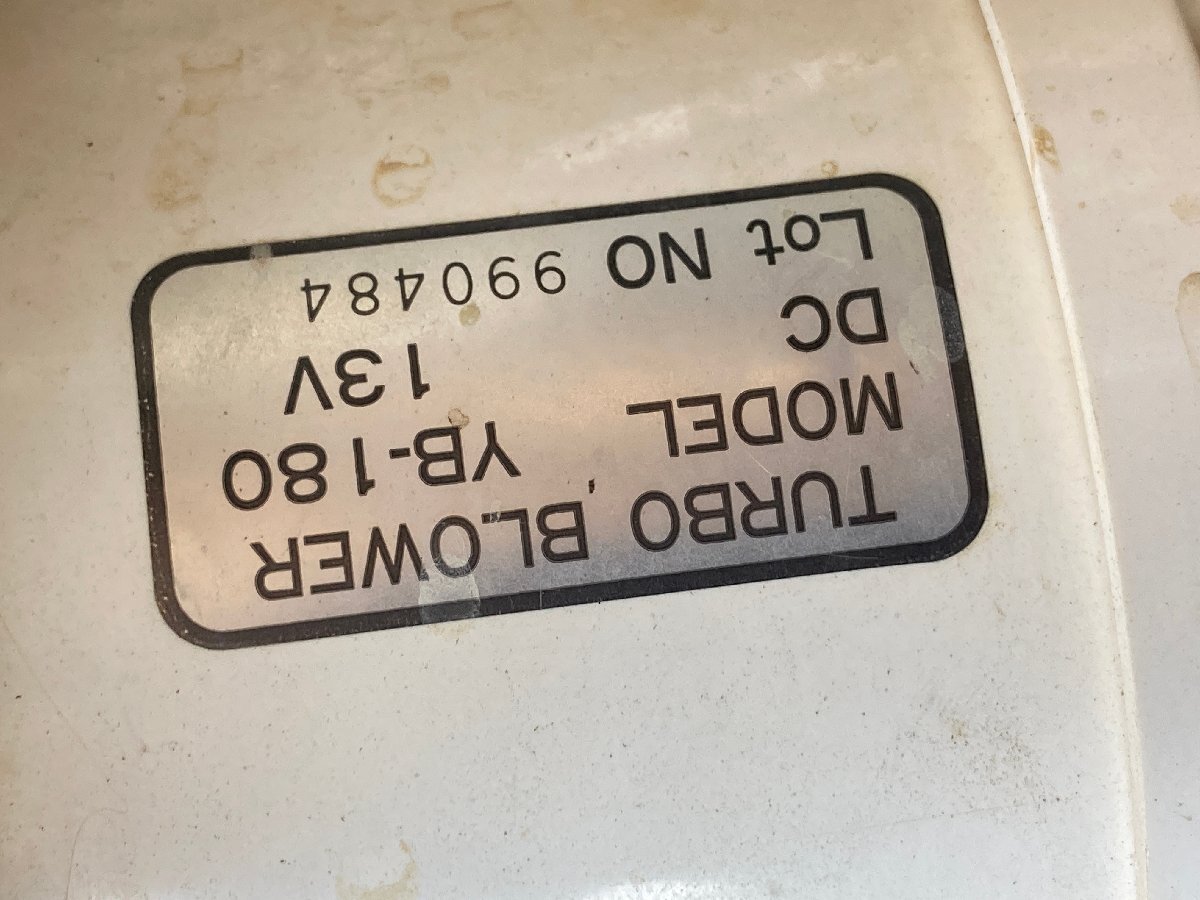 TURBO BLOWER
MODEL YB-180
DC 13V
Lot NO 990484